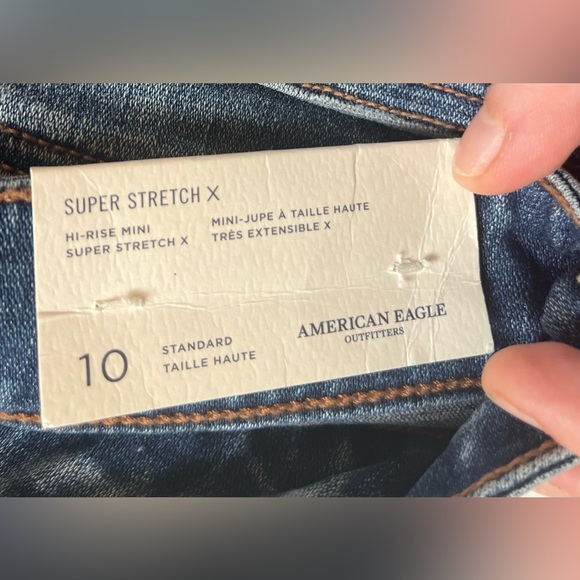 SUPER STRETCH X
HI-RISE MINI
SUPER STRETCH X
MINI-JUPE À TAILLE HAUTE
TRÈS EXTENSIBLE X
10
STANDARD
TAILLE HAUTE
AMERICAN EAGLE
OUTFITTERS